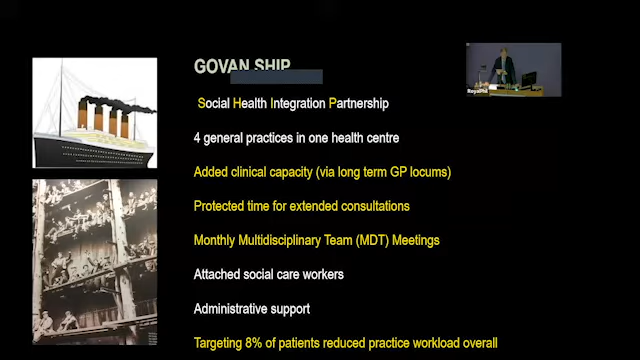 GOVAN SHIP
Social Health Integration Partnership
4 general practices in one health centre
Added clinical capacity (via long term GP locums)
Protected time for extended consultations
Monthly Multidisciplinary Team (MDT) Meetings
Attached social care workers
Administrative support
Targeting 8% of patients reduced practice workload overall